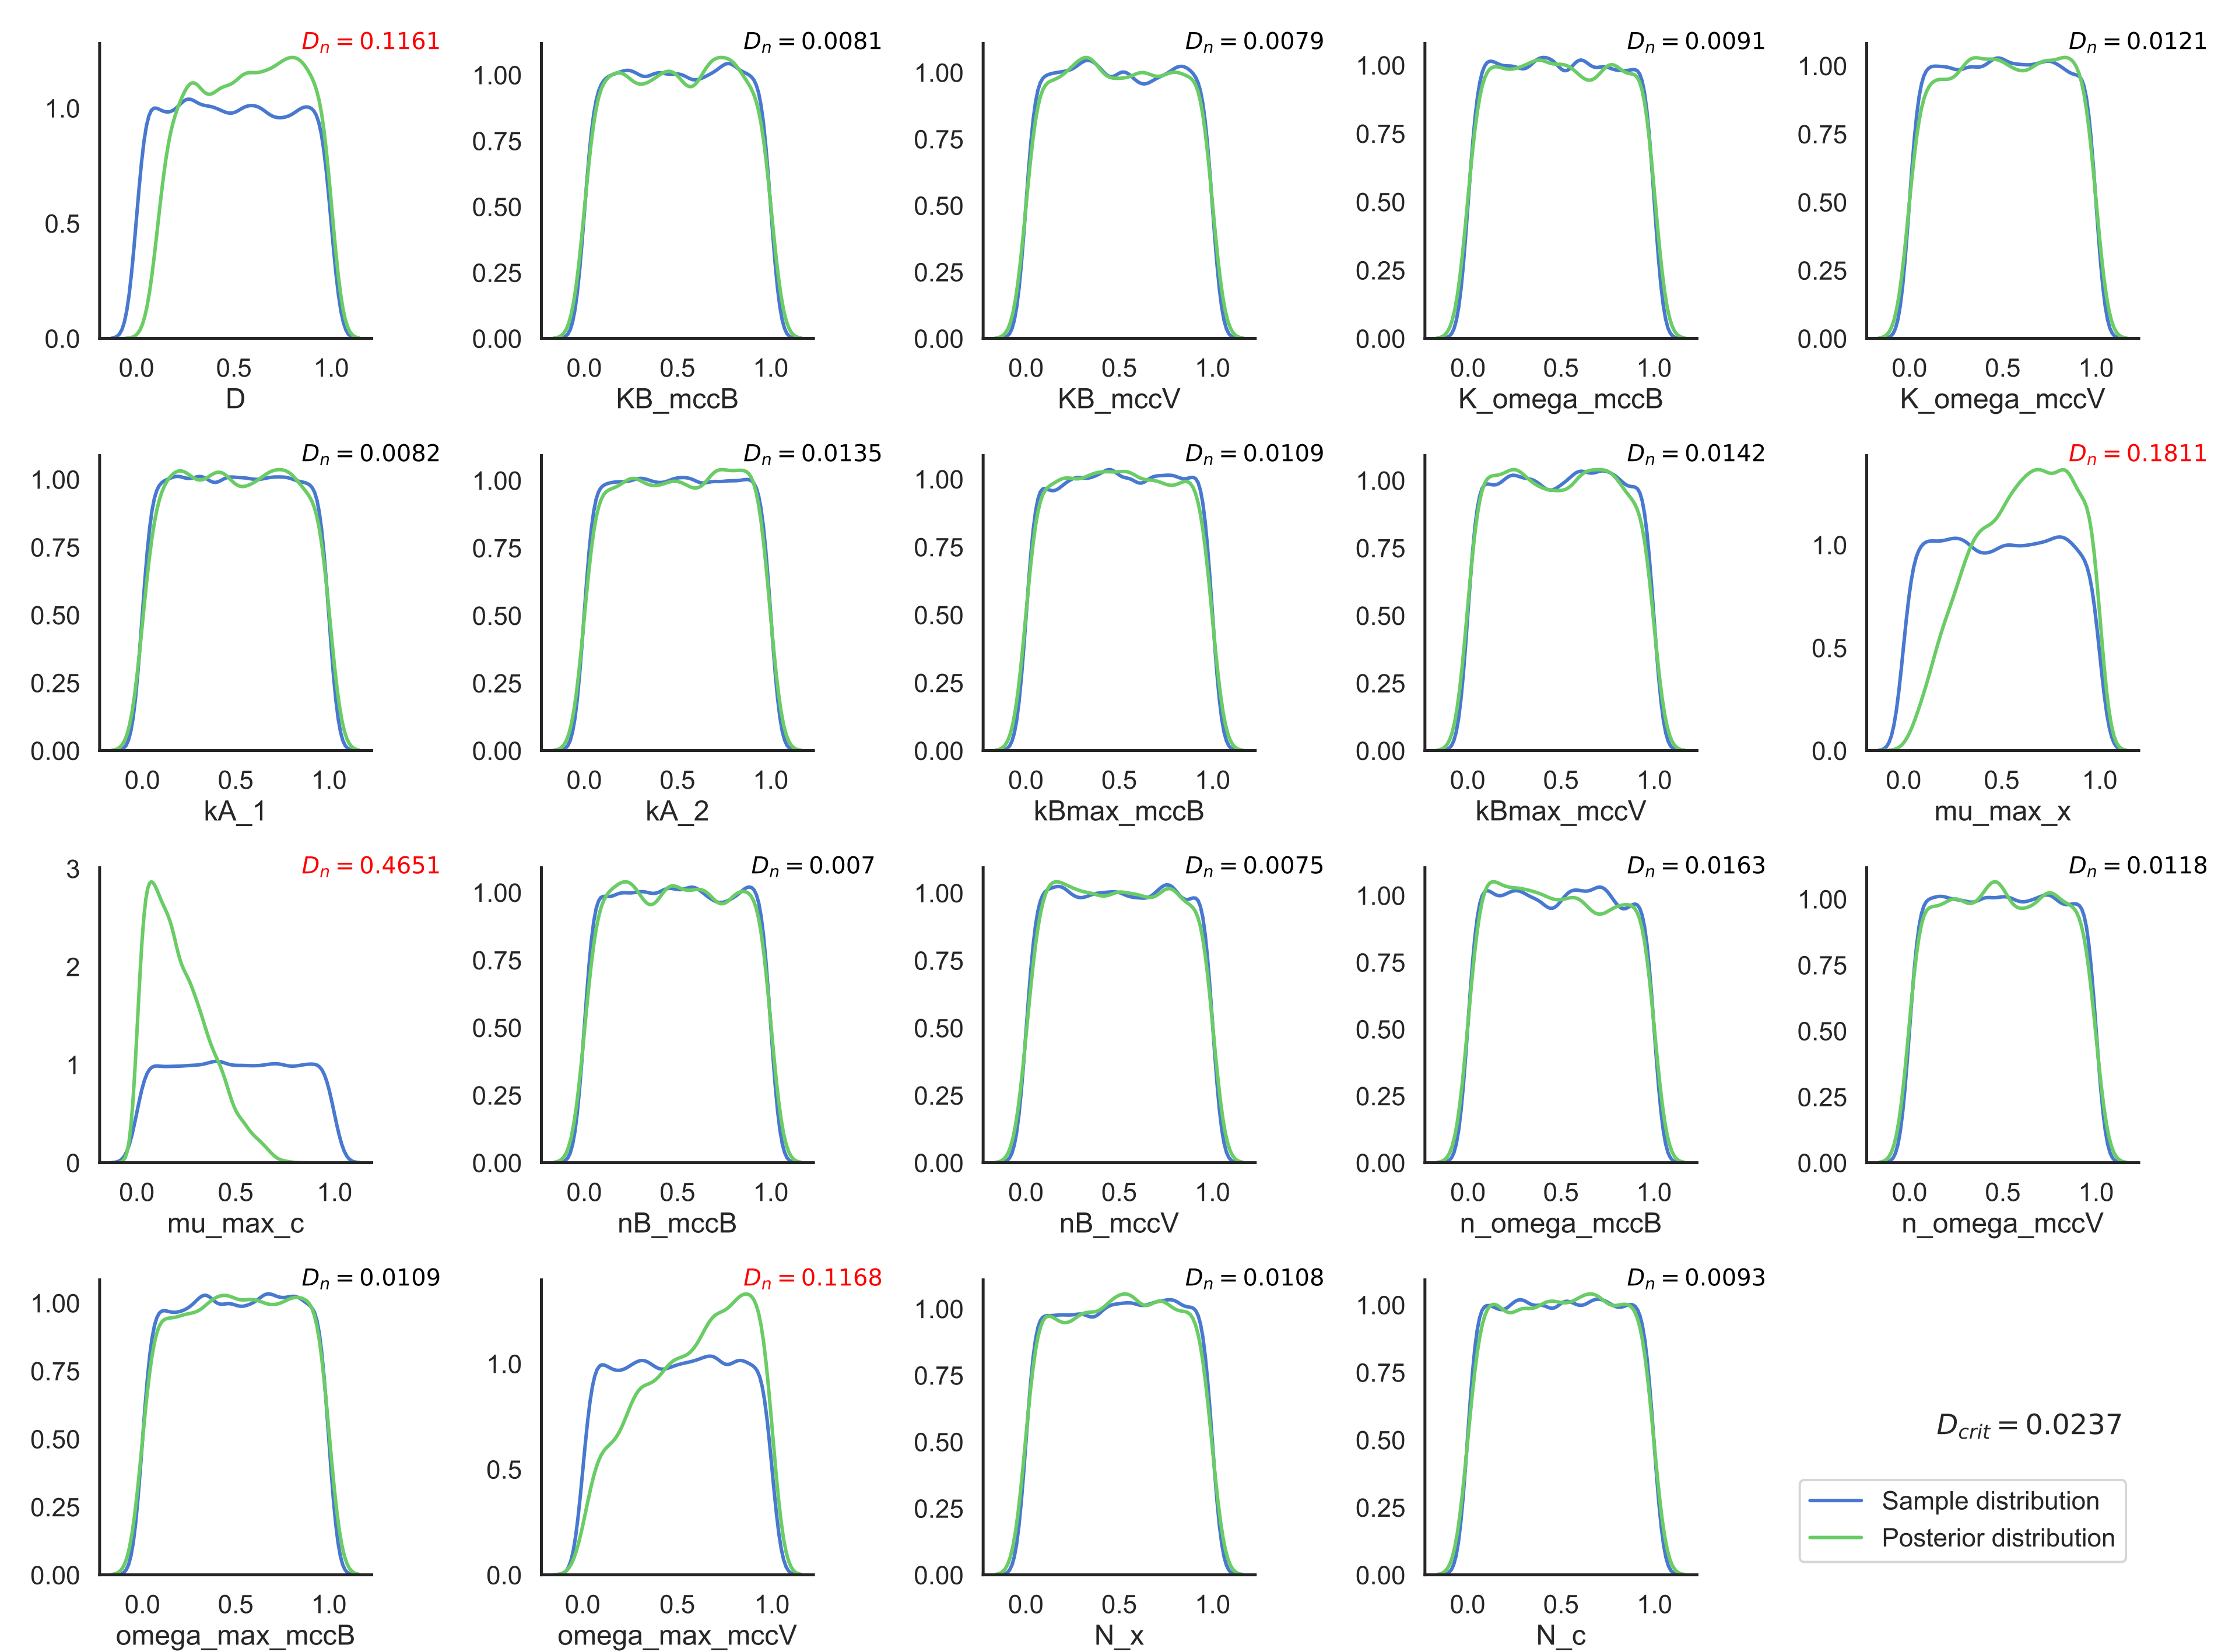 D_n = 0.1161
D_n = 0.0081
D_n = 0.0079
D_n = 0.0091
D_n = 0.0121
1.0
0.5
0.0
1.00
0.75
0.50
0.25
0.00
1.00
0.75
0.50
0.25
0.00
1.00
0.75
0.50
0.25
0.00
1.00
0.75
0.50
0.25
0.00
0.0 0.5 1.0
0.0 0.5 1.0
0.0 0.5 1.0
0.0 0.5 1.0
0.0 0.5 1.0
D
KB_mccB
KB_mccV
K_omega_mccB
K_omega_mccV
D_n = 0.0082
D_n = 0.0135
D_n = 0.0109
D_n = 0.0142
D_n = 0.1811
1.00
0.75
0.50
0.25
0.00
1.00
0.75
0.50
0.25
0.00
1.00
0.75
0.50
0.25
0.00
1.00
0.75
0.50
0.25
0.00
1.0
0.5
0.0
0.0 0.5 1.0
0.0 0.5 1.0
0.0 0.5 1.0
0.0 0.5 1.0
0.0 0.5 1.0
kA_1
kA_2
kBmax_mccB
kBmax_mccV
mu_max_x
D_n = 0.4651
D_n = 0.007
D_n = 0.0075
D_n = 0.0163
D_n = 0.0118
3
2
1
0
1.00
0.75
0.50
0.25
0.00
1.00
0.75
0.50
0.25
0.00
1.00
0.75
0.50
0.25
0.00
1.00
0.75
0.50
0.25
0.00
0.0 0.5 1.0
0.0 0.5 1.0
0.0 0.5 1.0
0.0 0.5 1.0
0.0 0.5 1.0
mu_max_c
nB_mccB
nB_mccV
n_omega_mccB
n_omega_mccV
D_n = 0.0109
D_n = 0.1168
D_n = 0.0108
D_n = 0.0093
1.00
0.75
0.50
0.25
0.00
1.0
0.5
0.0
1.00
0.75
0.50
0.25
0.00
1.00
0.75
0.50
0.25
0.00
D_crit = 0.0237
Sample distribution
Posterior distribution
0.0 0.5 1.0
0.0 0.5 1.0
0.0 0.5 1.0
0.0 0.5 1.0
omega_max_mccB
omega_max_mccV
N_x
N_c